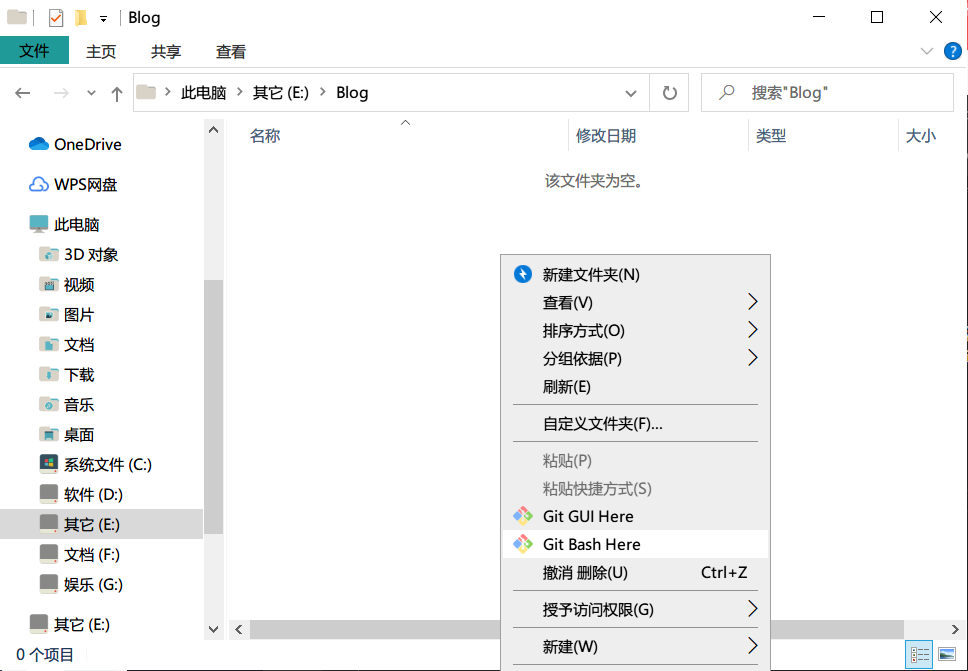 Blog
文件 主页 共享 查看
此电脑 其它 (E:) Blog 搜索"Blog"
名称 修改日期 类型 大小
该文件夹为空。
OneDrive
WPS网盘
此电脑
3D 对象
视频
图片
文档
下载
音乐
桌面
系统文件 (C:)
软件 (D:)
其它 (E:)
文档 (F:)
娱乐 (G:)
其它 (E:)
新建文件夹(N)
查看(V)
排序方式(O)
分组依据(P)
刷新(E)
自定义文件夹(F)...
粘贴(P)
粘贴快捷方式(S)
Git GUI Here
Git Bash Here
撤消 删除(U) Ctrl+Z
授予访问权限(G)
新建(W)
0 个项目